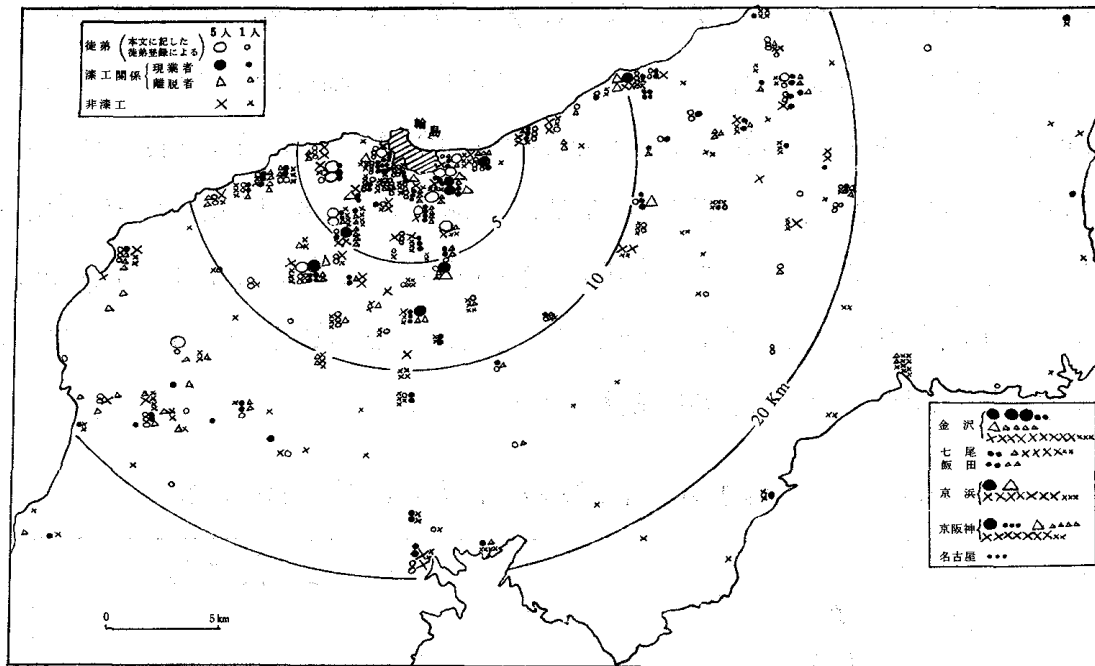 5人 1人
徒弟(本文に記した徒弟登録による)
漆工関係{現業者
離脱者
非漆工
輪島
5
10
20 Km
金沢
七尾
飯田
京浜
京阪神
名古屋
0 5 km